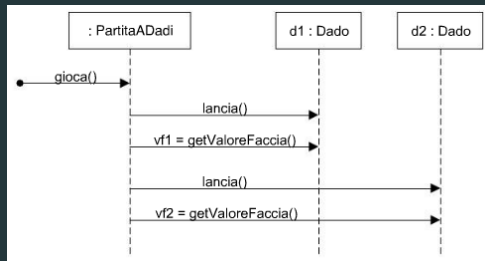 : PartitaADadi
d1 : Dado
d2 : Dado
gioca()
lancia()
vf1 = getValoreFaccia()
lancia()
vf2 = getValoreFaccia()